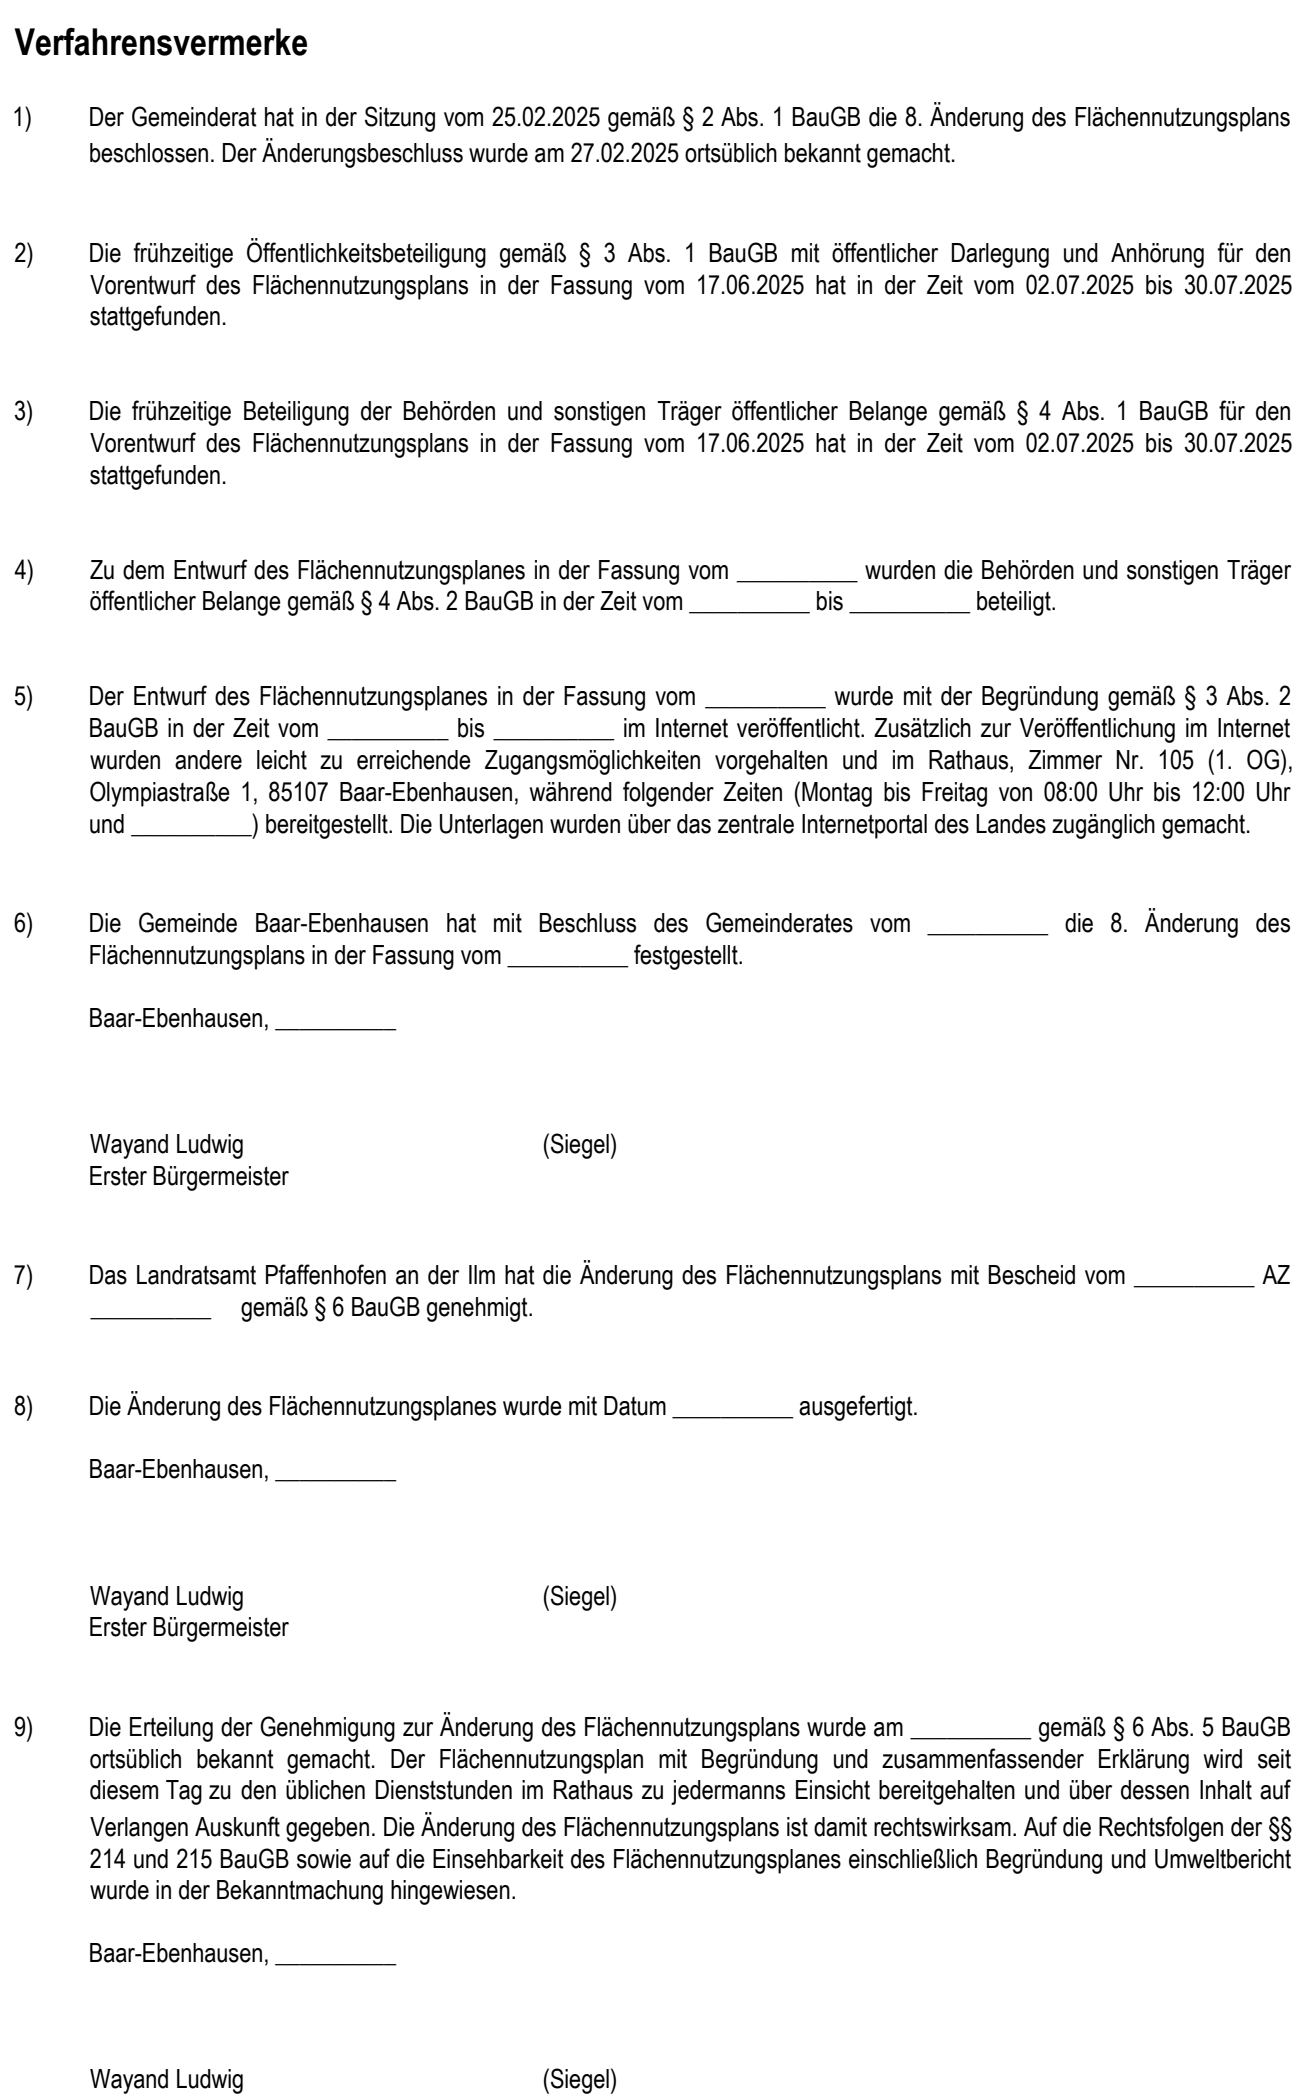 Verfahrensvermerke
1) Der Gemeinderat hat in der Sitzung vom 25.02.2025 gemäß § 2 Abs. 1 BauGB die 8. Änderung des Flächennutzungsplans
beschlossen. Der Änderungsbeschluss wurde am 27.02.2025 ortsüblich bekannt gemacht.
2) Die frühzeitige Öffentlichkeitsbeteiligung gemäß § 3 Abs. 1 BauGB mit öffentlicher Darlegung und Anhörung für den
Vorentwurf des Flächennutzungsplans in der Fassung vom 17.06.2025 hat in der Zeit vom 02.07.2025 bis 30.07.2025
stattgefunden.
3) Die frühzeitige Beteiligung der Behörden und sonstigen Träger öffentlicher Belange gemäß § 4 Abs. 1 BauGB für den
Vorentwurf des Flächennutzungsplans in der Fassung vom 17.06.2025 hat in der Zeit vom 02.07.2025 bis 30.07.2025
stattgefunden.
4) Zu dem Entwurf des Flächennutzungsplanes in der Fassung vom __________ wurden die Behörden und sonstigen Träger
öffentlicher Belange gemäß § 4 Abs. 2 BauGB in der Zeit vom __________ bis __________ beteiligt.
5) Der Entwurf des Flächennutzungsplanes in der Fassung vom __________ wurde mit der Begründung gemäß § 3 Abs. 2
BauGB in der Zeit vom __________ bis __________ im Internet veröffentlicht. Zusätzlich zur Veröffentlichung im Internet
wurden andere leicht zu erreichende Zugangsmöglichkeiten vorgehalten und im Rathaus, Zimmer Nr. 105 (1. OG),
Olympiastraße 1, 85107 Baar-Ebenhausen, während folgender Zeiten (Montag bis Freitag von 08:00 Uhr bis 12:00 Uhr
und __________) bereitgestellt. Die Unterlagen wurden über das zentrale Internetportal des Landes zugänglich gemacht.
6) Die Gemeinde Baar-Ebenhausen hat mit Beschluss des Gemeinderates vom __________ die 8. Änderung des
Flächennutzungsplans in der Fassung vom __________ festgestellt.
Baar-Ebenhausen, __________
Wayand Ludwig (Siegel)
Erster Bürgermeister
7) Das Landratsamt Pfaffenhofen an der Ilm hat die Änderung des Flächennutzungsplans mit Bescheid vom __________ AZ
__________ gemäß § 6 BauGB genehmigt.
8) Die Änderung des Flächennutzungsplanes wurde mit Datum __________ ausgefertigt.
Baar-Ebenhausen, __________
Wayand Ludwig (Siegel)
Erster Bürgermeister
9) Die Erteilung der Genehmigung zur Änderung des Flächennutzungsplans wurde am __________ gemäß § 6 Abs. 5 BauGB
ortsüblich bekannt gemacht. Der Flächennutzungsplan mit Begründung und zusammenfassender Erklärung wird seit
diesem Tag zu den üblichen Dienststunden im Rathaus zu jedermanns Einsicht bereitgehalten und über dessen Inhalt auf
Verlangen Auskunft gegeben. Die Änderung des Flächennutzungsplans ist damit rechtswirksam. Auf die Rechtsfolgen der §§
214 und 215 BauGB sowie auf die Einsehbarkeit des Flächennutzungsplanes einschließlich Begründung und Umweltbericht
wurde in der Bekanntmachung hingewiesen.
Baar-Ebenhausen, __________
Wayand Ludwig (Siegel)